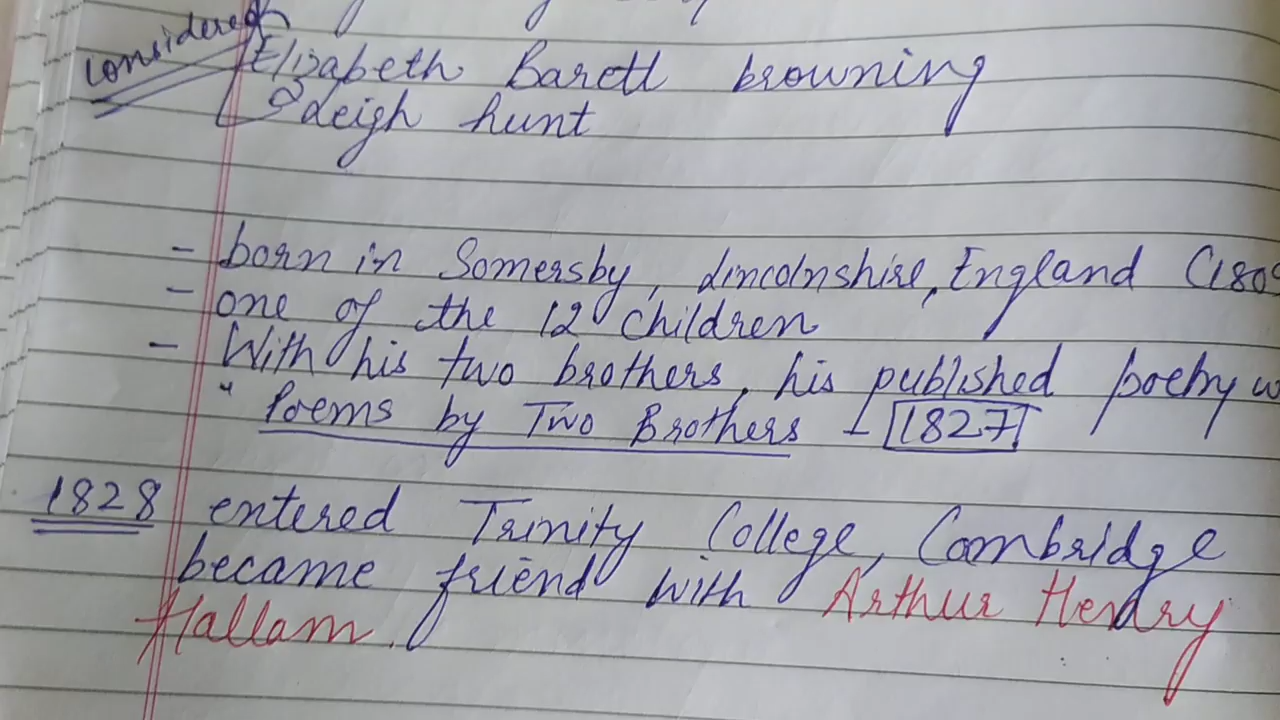 considered
Elizabeth Barett browning
& Leigh hunt
- born in Somersby, Lincolnshire, England (180
- one of the 12 children
- With his two brothers, his published poetry w
" Poems by Two Brothers - 1827
1828 entered Trinity College, Cambridge
became friend with Arthur Henry
Hallam.